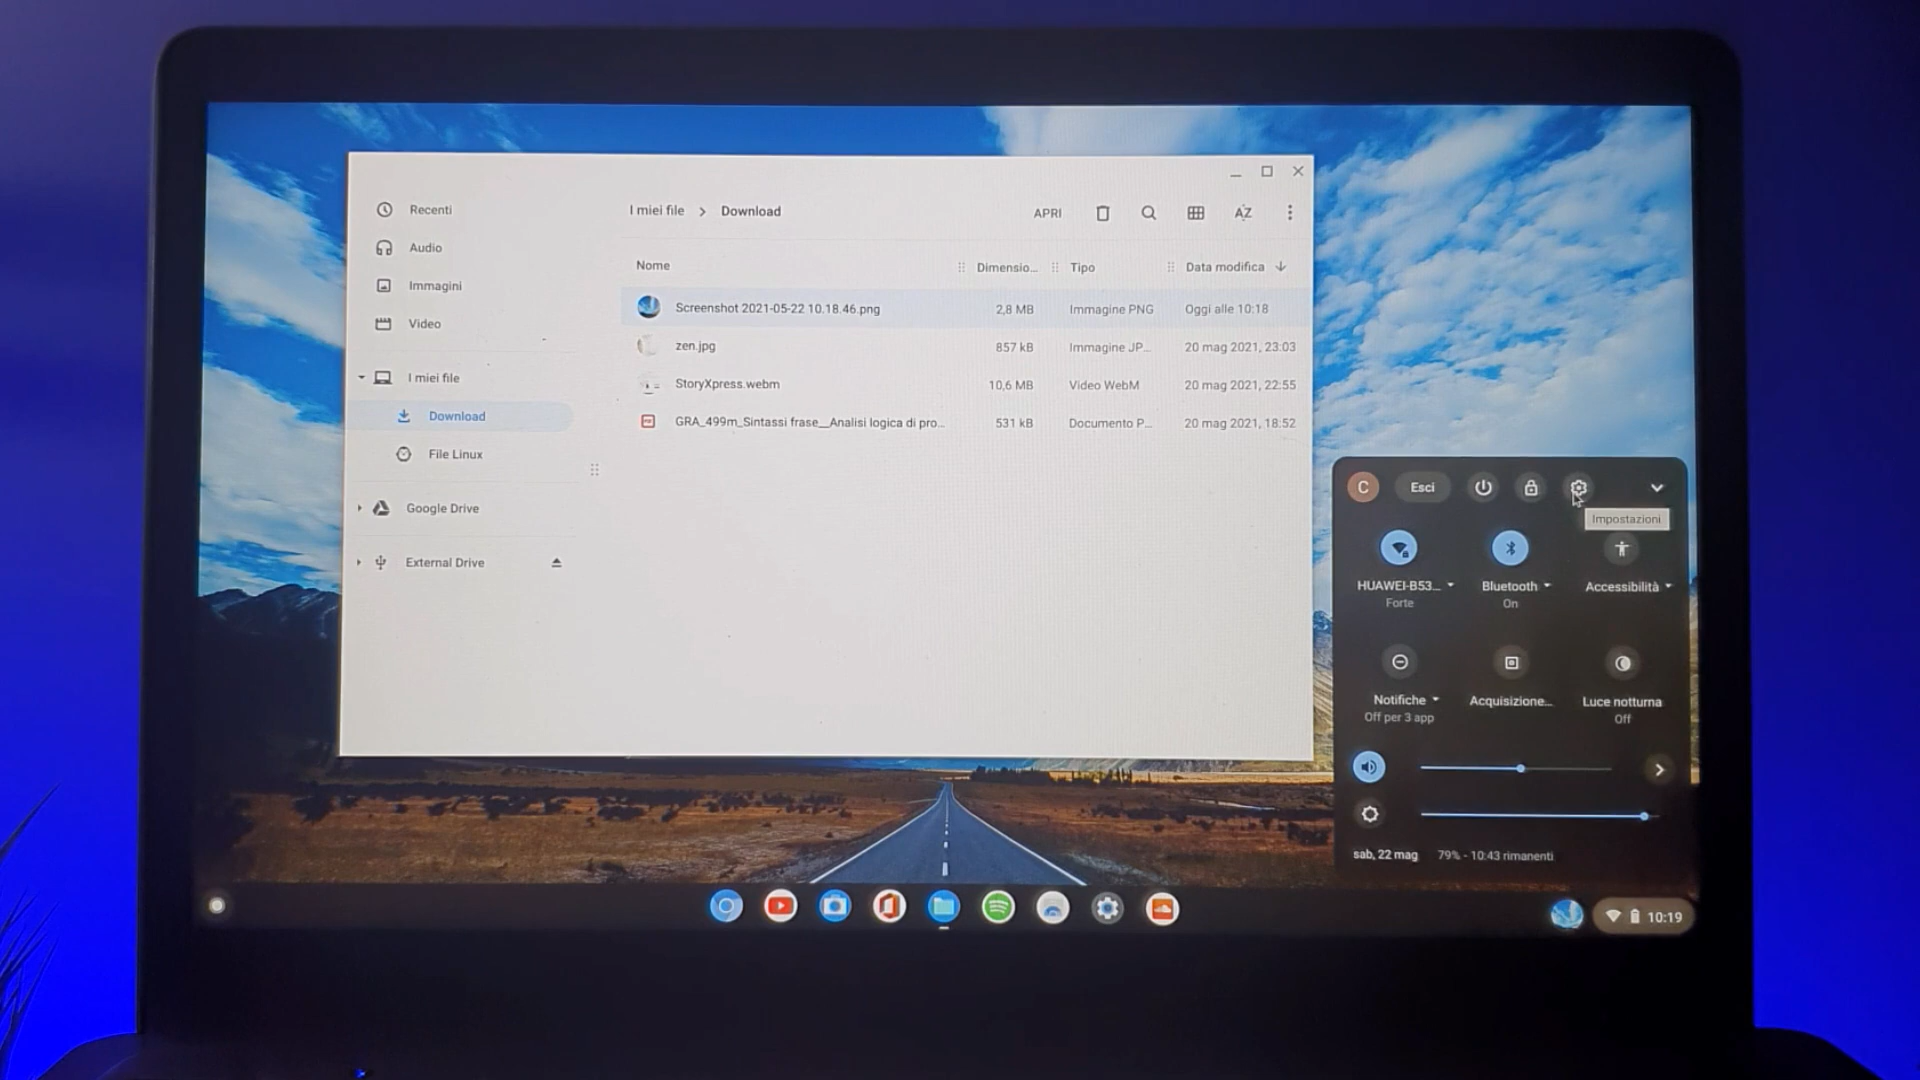 Recenti
Audio
Immagini
Video
I miei file
Download
File Linux
Google Drive
External Drive
I miei file > Download
APRI
AZ
Nome Dimensio... Tipo Data modifica
Screenshot 2021-05-22 10.18.46.png 2,8 MB Immagine PNG Oggi alle 10:18
zen.jpg 857 kB Immagine JP... 20 mag 2021, 23:03
StoryXpress.webm 10,6 MB Video WebM 20 mag 2021, 22:55
GRA_499m_Sintassi frase__Analisi logica di pro... 531 kB Documento P... 20 mag 2021, 18:52
C Esci
Impostazioni
HUAWEI-B53... Bluetooth Accessibilità
Forte On
Notifiche Acquisizione... Luce notturna
Off per 3 app Off
sab, 22 mag 79% - 10:43 rimanenti
10:19